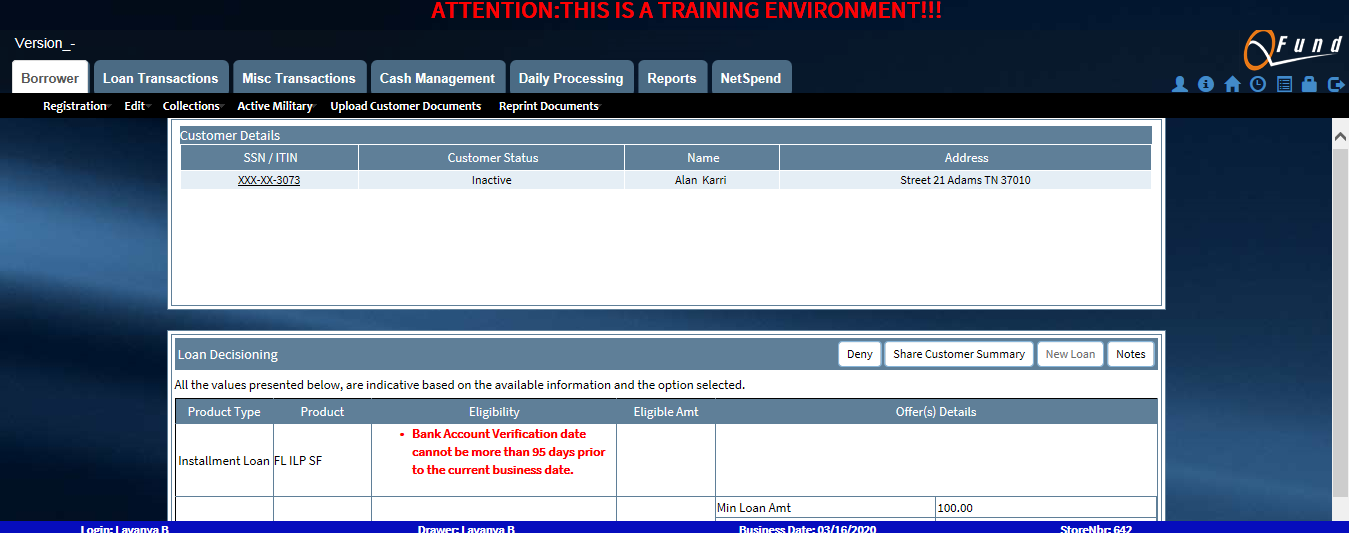 ATTENTION:THIS IS A TRAINING ENVIRONMENT!!!
Version_-
QFund
Borrower Loan Transactions Misc Transactions Cash Management Daily Processing Reports NetSpend
Registration Edit Collections Active Military Upload Customer Documents Reprint Documents
Customer Details
SSN / ITIN Customer Status Name Address
XXX-XX-3073 Inactive Alan Karri Street 21 Adams TN 37010
Loan Decisioning Deny Share Customer Summary New Loan Notes
All the values presented below, are indicative based on the available information and the option selected.
Product Type Product Eligibility Eligible Amt Offer(s) Details
• Bank Account Verification date
cannot be more than 95 days prior
to the current business date.
Installment Loan FL ILP SF
Min Loan Amt 100.00
Login: Lavanya B Drawer: Lavanya B Business Date: 03/16/2020 StoreNbr: 642